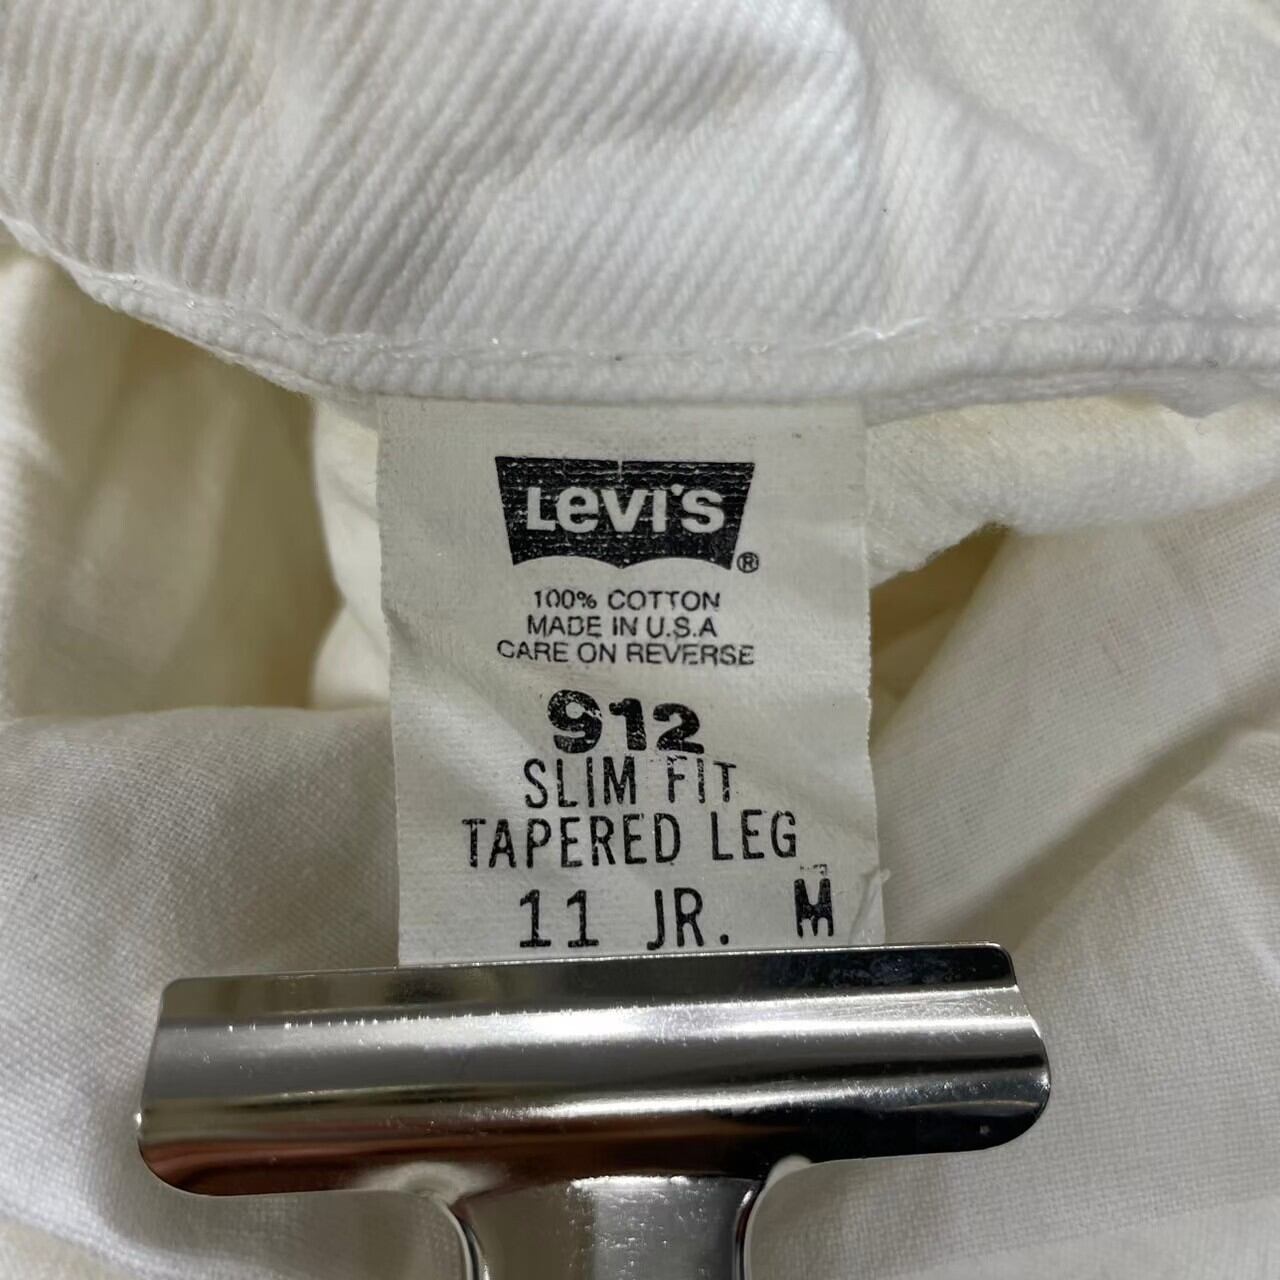 Levi's®
100% COTTON
MADE IN U.S.A
CARE ON REVERSE
912
SLIM FIT
TAPERED LEG
11 JR. M